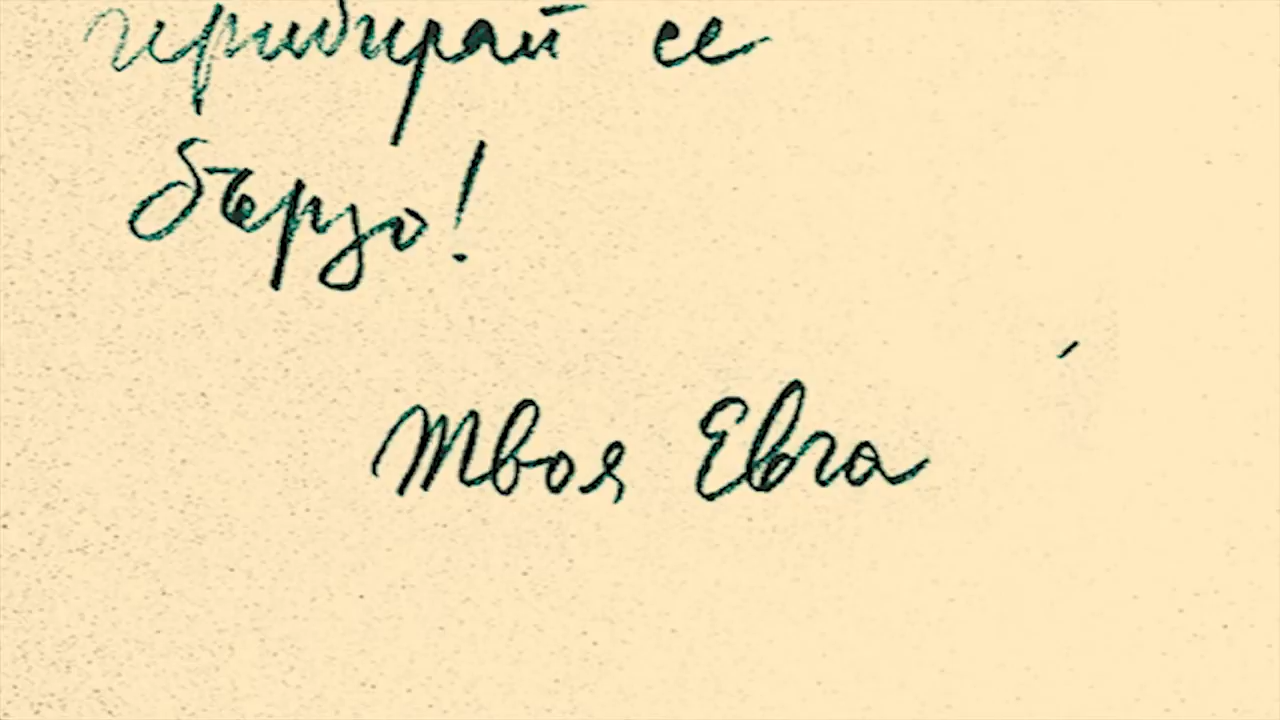 прибирай се
бързо!
Твоя Евга